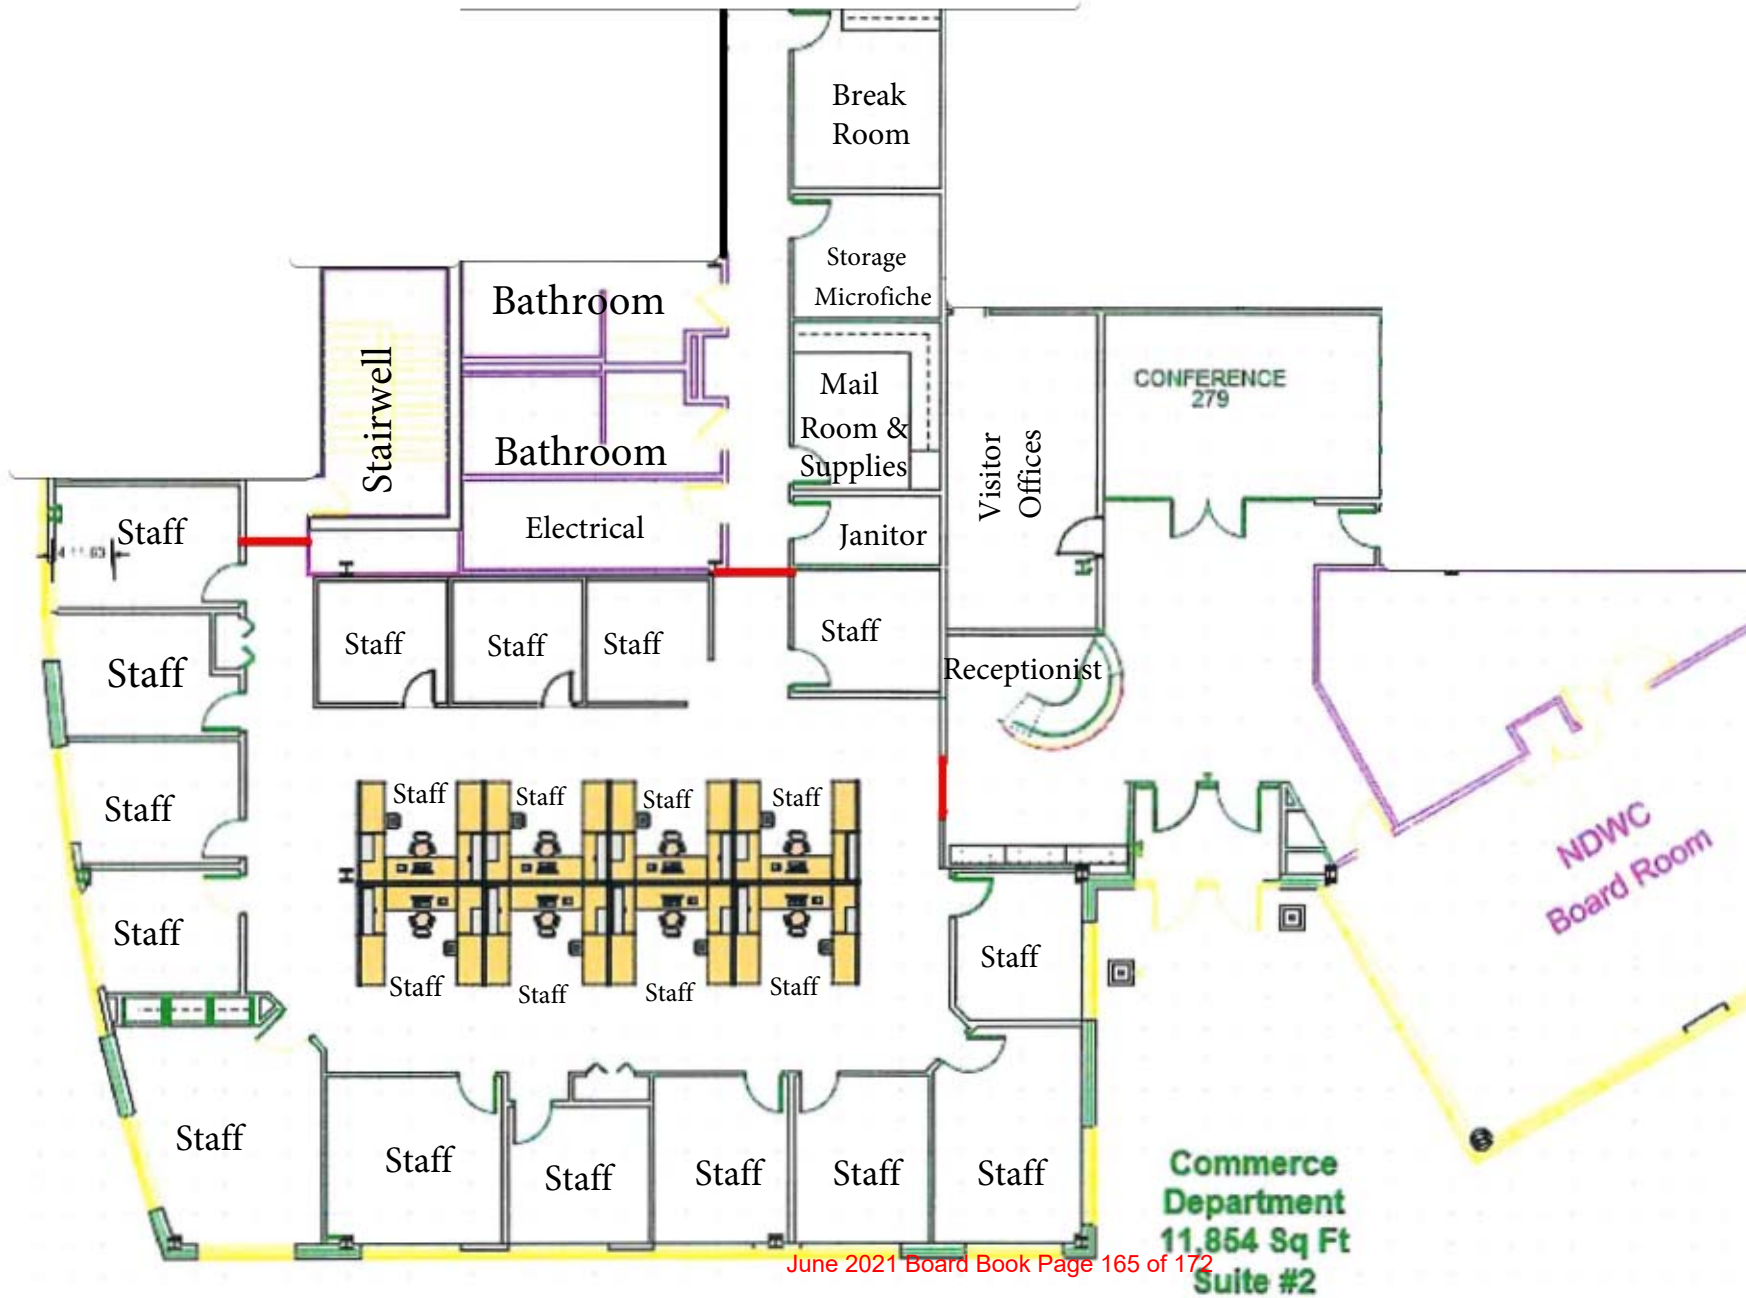 Break
Room
Storage
Microfiche
Bathroom
Stairwell
Mail
Room &
Supplies
CONFERENCE
279
Bathroom
Visitor
Offices
Staff
Electrical
Janitor
Staff
Staff
Staff
Staff
Staff
Receptionist
Staff
Staff
Staff
Staff
Staff
Staff
NDWC
Board Room
Staff
Staff
Staff
Staff
Staff
Staff
Staff
Staff
Staff
Staff
Staff
Staff
Commerce
Department
11,854 Sq Ft
Suite #2
June 2021 Board Book Page 165 of 172